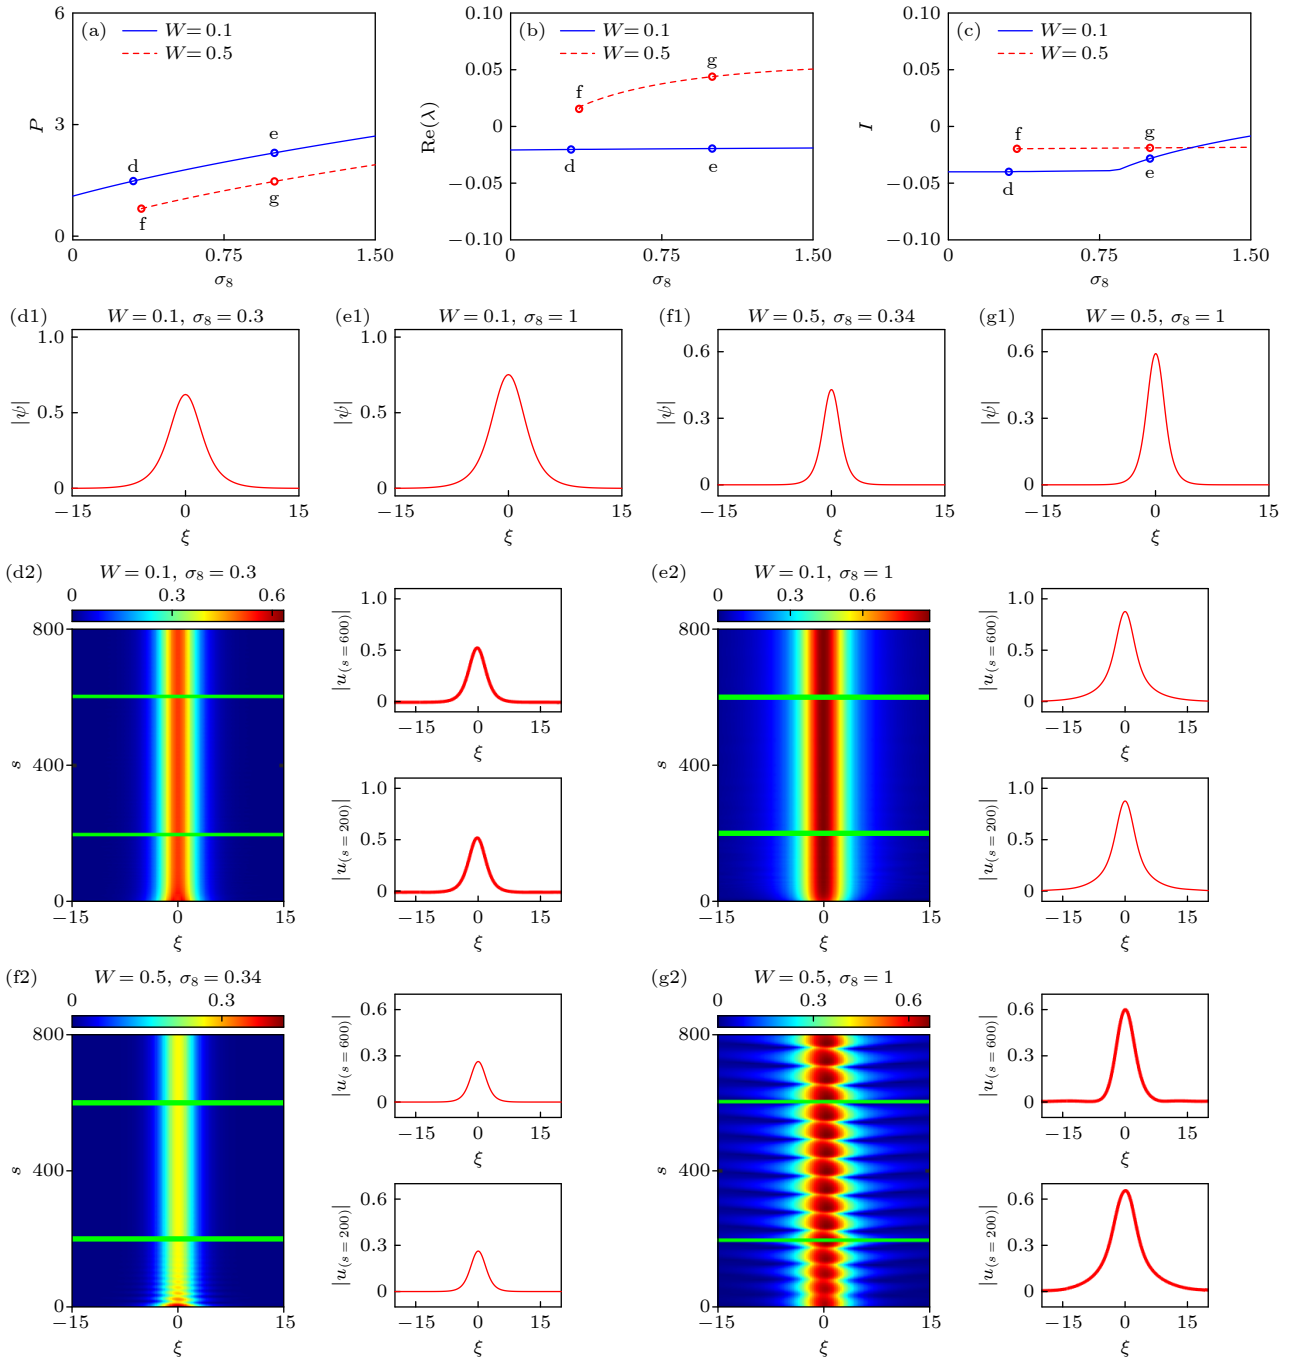 (a)
W = 0.1
W = 0.5
6
3
0
P
d
e
f
g
0
0.75
1.50
σ8
(b)
W = 0.1
W = 0.5
0.10
0.05
0
−0.05
−0.10
Re(λ)
f
g
d
e
0
0.75
1.50
σ8
(c)
W = 0.1
W = 0.5
0.10
0.05
0
−0.05
−0.10
I
f
g
d
e
0
0.75
1.50
σ8
(d1) W = 0.1, σ8 = 0.3
1.0
0.5
0
|ψ|
−15 0 15
ξ
(e1) W = 0.1, σ8 = 1
1.0
0.5
0
|ψ|
−15 0 15
ξ
(f1) W = 0.5, σ8 = 0.34
0.6
0.3
0
|ψ|
−15 0 15
ξ
(g1) W = 0.5, σ8 = 1
0.6
0.3
0
|ψ|
−15 0 15
ξ
(d2) W = 0.1, σ8 = 0.3
0 0.3 0.6
800
400
0
s
−15 0 15
ξ
1.0
0.5
0
|u(s = 600)|
−15 0 15
ξ
1.0
0.5
0
|u(s = 200)|
−15 0 15
ξ
(e2) W = 0.1, σ8 = 1
0 0.3 0.6
800
400
0
s
−15 0 15
ξ
1.0
0.5
0
|u(s = 600)|
−15 0 15
ξ
1.0
0.5
0
|u(s = 200)|
−15 0 15
ξ
(f2) W = 0.5, σ8 = 0.34
0 0.3
800
400
0
s
−15 0 15
ξ
0.6
0.3
0
|u(s = 600)|
−15 0 15
ξ
0.6
0.3
0
|u(s = 200)|
−15 0 15
ξ
(g2) W = 0.5, σ8 = 1
0 0.3 0.6
800
400
0
s
−15 0 15
ξ
0.6
0.3
0
|u(s = 600)|
−15 0 15
ξ
0.6
0.3
0
|u(s = 200)|
−15 0 15
ξ